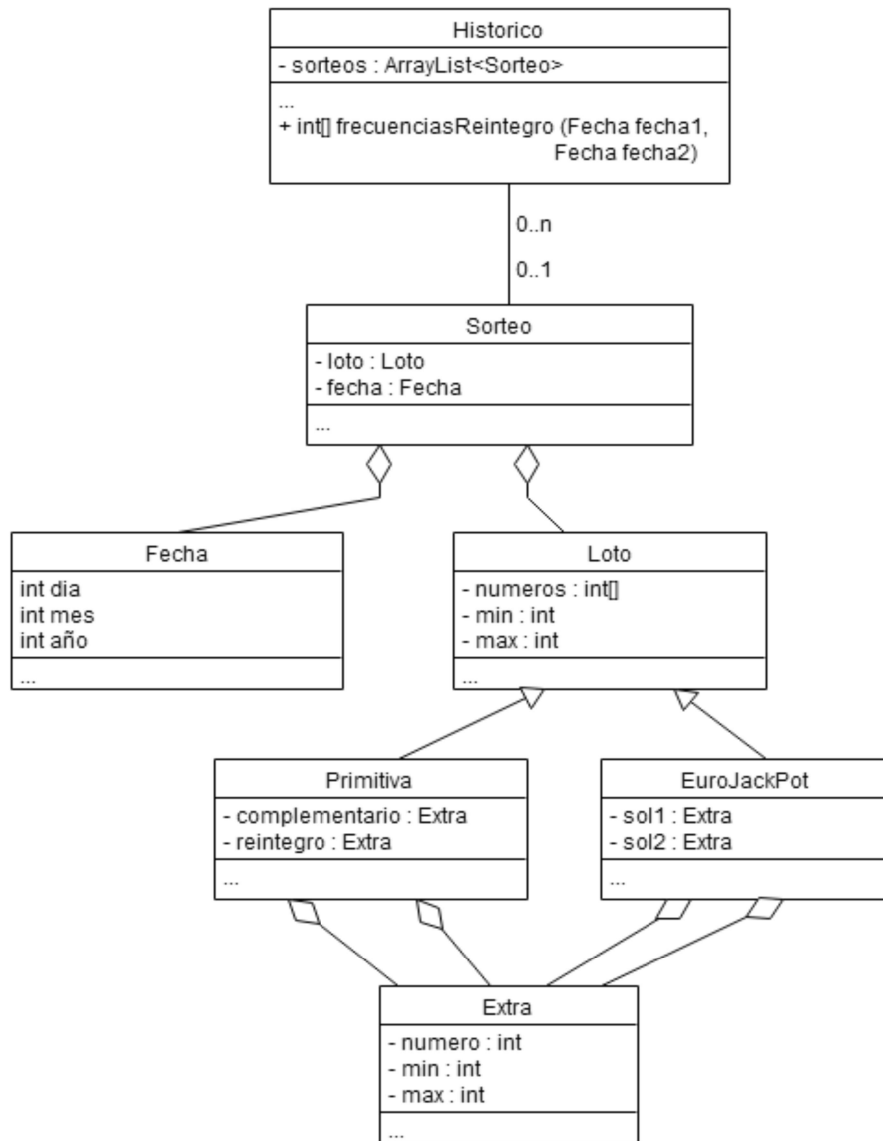 Historico
- sorteos : ArrayList<Sorteo>
...
+ int[] frecuenciasReintegro (Fecha fecha1,
Fecha fecha2)
0..n
0..1
Sorteo
- loto : Loto
- fecha : Fecha
...
Fecha
int dia
int mes
int año
...
Loto
- numeros : int[]
- min : int
- max : int
...
Primitiva
- complementario : Extra
- reintegro : Extra
...
EuroJackPot
- sol1 : Extra
- sol2 : Extra
...
Extra
- numero : int
- min : int
- max : int
...